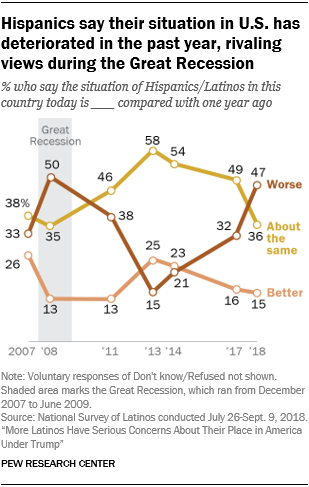 Hispanics say their situation in U.S. has
deteriorated in the past year, rivaling
views during the Great Recession
% who say the situation of Hispanics/Latinos in this
country today is ___ compared with one year ago
Great
Recession
58
54
50
46
49
47
Worse
38%
38
33
35
32
36
About
the
same
26
25
23
21
13
13
15
16
15
Better
2007 '08 '11 '13 '14 '17 '18
Note: Voluntary responses of Don't know/Refused not shown.
Shaded area marks the Great Recession, which ran from December
2007 to June 2009.
Source: National Survey of Latinos conducted July 26-Sept. 9, 2018.
“More Latinos Have Serious Concerns About Their Place in America
Under Trump”
PEW RESEARCH CENTER